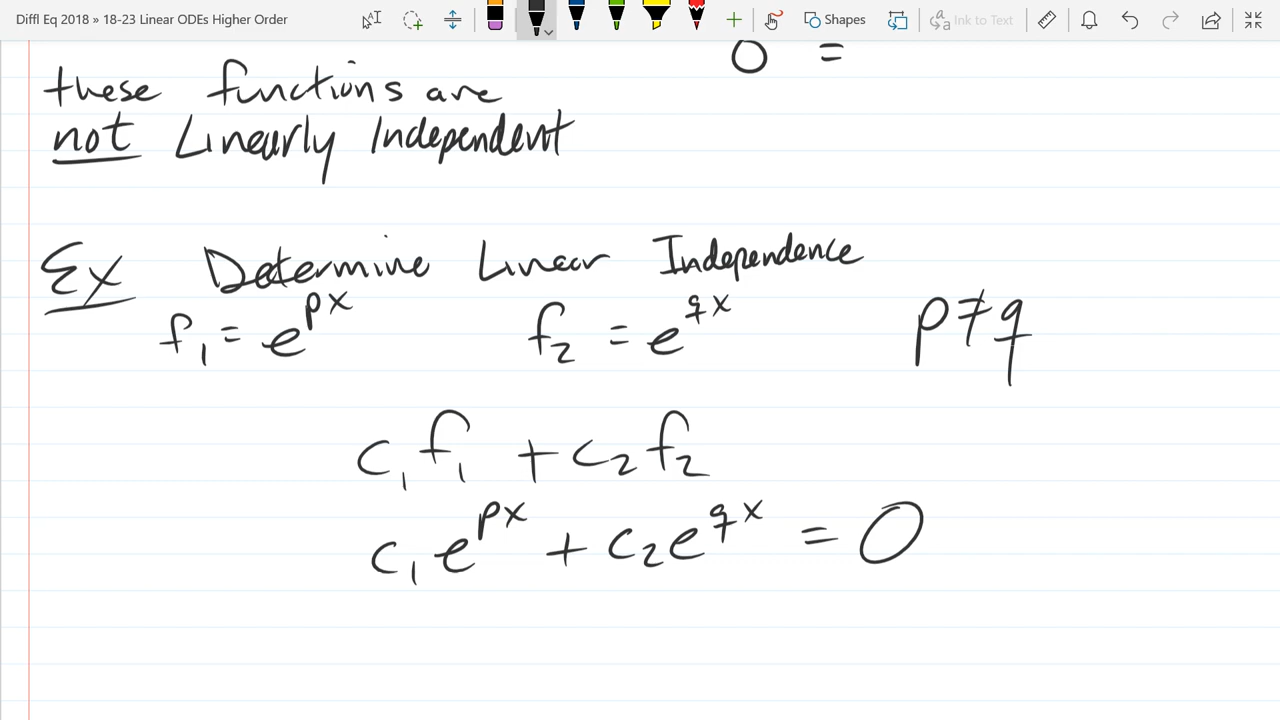 Diffl Eq 2018 » 18-23 Linear ODEs Higher Order Shapes Ink to Text
0 =
these functions are
not Linearly Independent
Ex Determine Linear Independence
f₁ = e^{px} f₂ = e^{qx} p ≠ q
c₁f₁ + c₂f₂
c₁e^{px} + c₂e^{qx} = 0